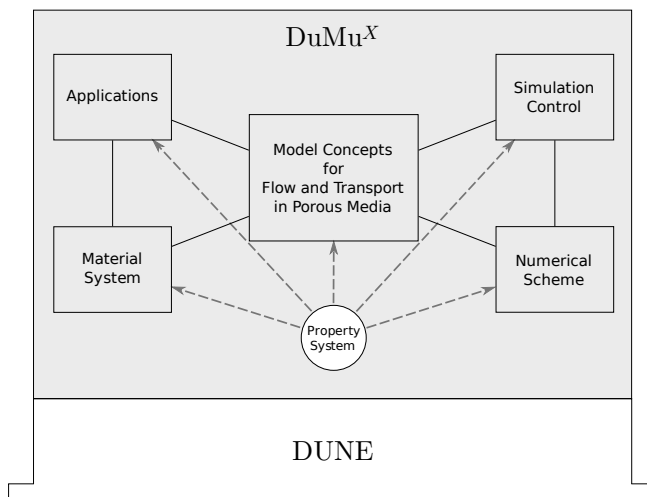 DuMuˣ
Applications
Simulation
Control
Model Concepts
for
Flow and Transport
in Porous Media
Material
System
Numerical
Scheme
Property
System
DUNE